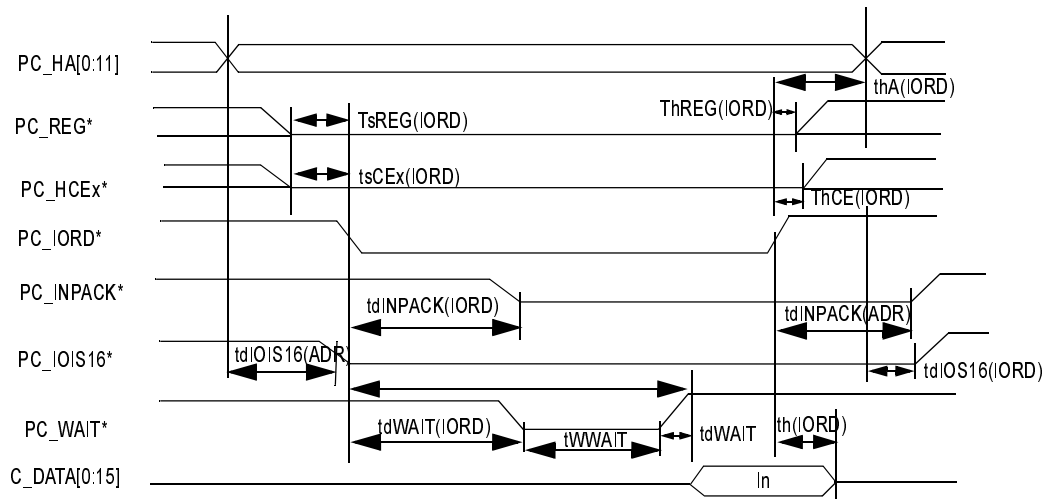 PC_HA[0:11]
thA(IORD)
PC_REG*
TsREG(IORD)
ThREG(IORD)
PC_HCEx*
tsCEx(IORD)
ThCE(IORD)
PC_IORD*
PC_INPACK*
tdINPACK(IORD)
tdINPACK(ADR)
PC_IOIS16*
tdIOIS16(ADR)
tdIOS16(IORD)
PC_WAIT*
tdWAIT(IORD)
tWWAIT
tdWAIT
th(IORD)
C_DATA[0:15]
In